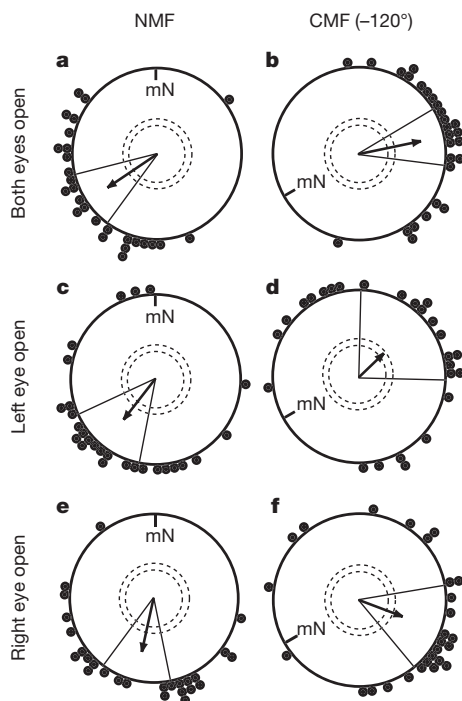 NMF CMF (–120°)
Both eyes open
a mN
b mN
Left eye open
c mN
d mN
Right eye open
e mN
f mN